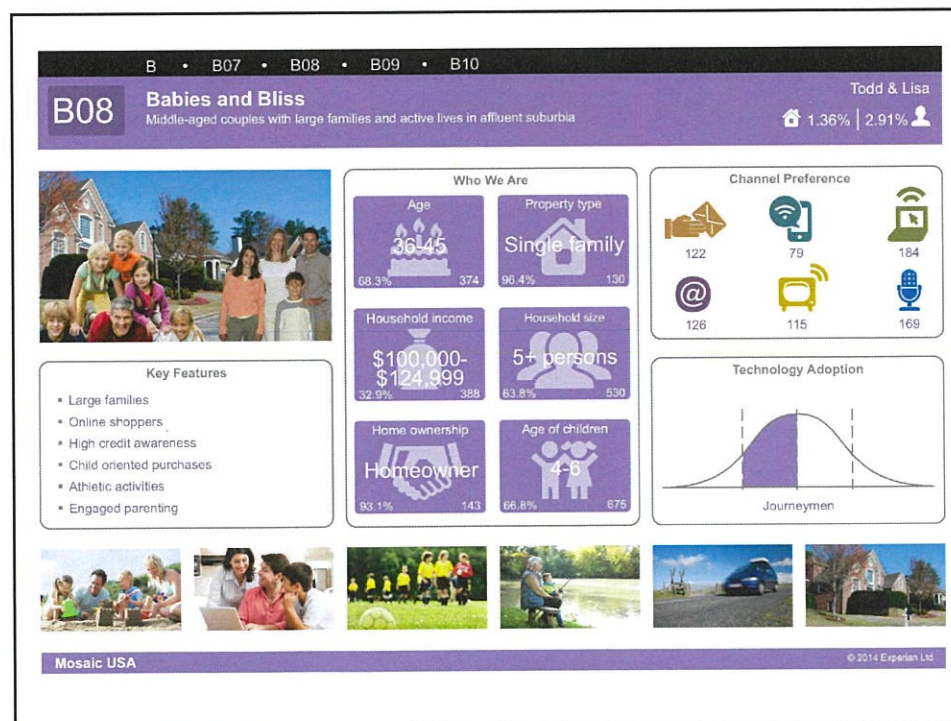 B • B07 • B08 • B09 • B10
B08
Babies and Bliss
Middle-aged couples with large families and active lives in affluent suburbia
Todd & Lisa
1.36% | 2.91%
Who We Are
Age
36-45
68.3% 374
Property type
Single family
96.4% 130
Household income
$100,000-
$124,999
32.9% 388
Household size
5+ persons
63.8% 530
Home ownership
Homeowner
93.1% 143
Age of children
4-6
66.8% 675
Key Features
▪ Large families
▪ Online shoppers
▪ High credit awareness
▪ Child oriented purchases
▪ Athletic activities
▪ Engaged parenting
Channel Preference
122 79 184
@
126 115 169
Technology Adoption
Journeymen
Mosaic USA
© 2014 Experian Ltd